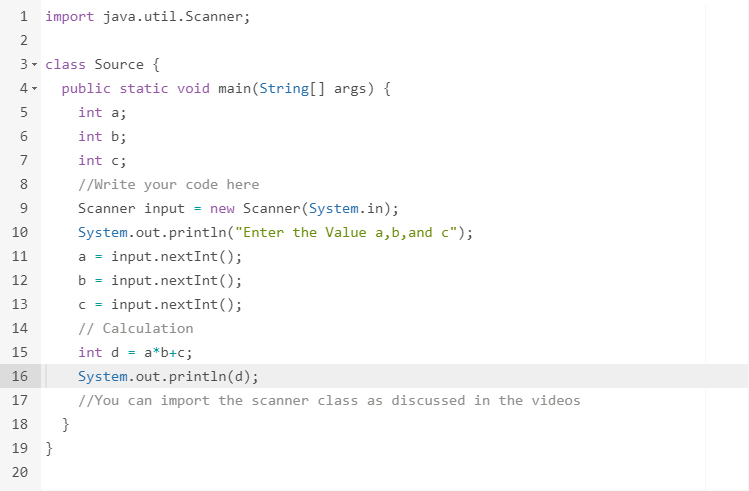 1 import java.util.Scanner;
2
3 class Source {
4 public static void main(String[] args) {
5 int a;
6 int b;
7 int c;
8 //Write your code here
9 Scanner input = new Scanner(System.in);
10 System.out.println("Enter the Value a,b,and c");
11 a = input.nextInt();
12 b = input.nextInt();
13 c = input.nextInt();
14 // Calculation
15 int d = a*b+c;
16 System.out.println(d);
17 //You can import the scanner class as discussed in the videos
18 }
19 }
20